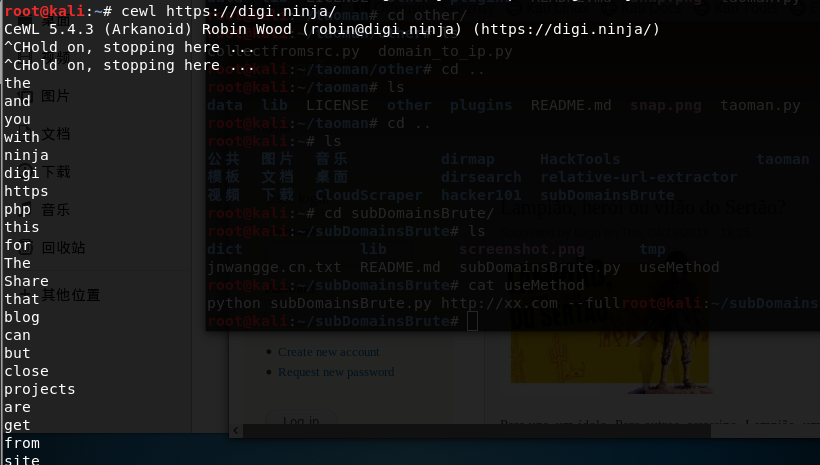 root@kali:~# cewl https://digi.ninja/
CeWL 5.4.3 (Arkanoid) Robin Wood (robin@digi.ninja) (https://digi.ninja/)
^CHold on, stopping here ...
^CHold on, stopping here ...
the
and
you
with
ninja
digi
https
php
this
for
The
Share
that
blog
can
but
close
projects
are
get
from
site
图片
文档
下载
音乐
回收站
其他位置
root@kali:~/taoman# cd other/
collectfromsrc.py domain_to_ip.py
root@kali:~/taoman/other# cd ..
root@kali:~/taoman# ls
data lib LICENSE other plugins README.md snap.png taoman.py
root@kali:~/taoman# cd ..
root@kali:~# ls
公共 图片 音乐 dirmap HackTools taoman
模板 文档 桌面 dirsearch relative-url-extractor
视频 下载 CloudScraper hacker101 subDomainsBrute
root@kali:~# cd subDomainsBrute/
root@kali:~/subDomainsBrute# ls
dict lib screenshot.png tmp
jnwangge.cn.txt README.md subDomainsBrute.py useMethod
root@kali:~/subDomainsBrute# cat useMethod
python subDomainsBrute.py http://xx.com --fullroot@kali:~/subDomains
root@kali:~/subDomainsBrute#
Lampião, herói ou vilão do Sertão?
Create new account
Request new password
Log in